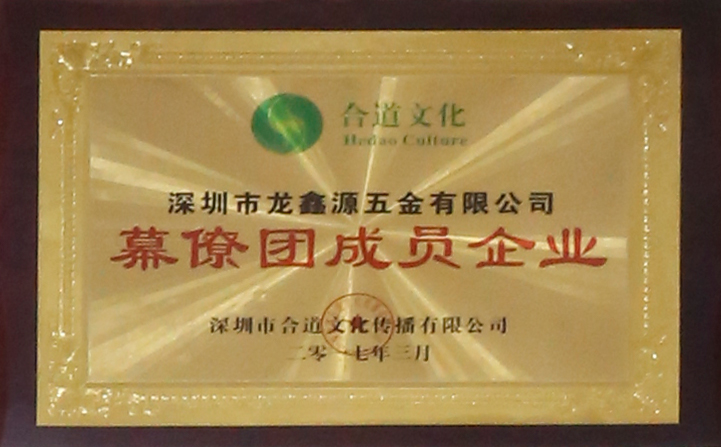 合道文化
Hedao Culture
深圳市龙鑫源五金有限公司
幕僚团成员企业
深圳市合道文化传播有限公司
二零一七年三月